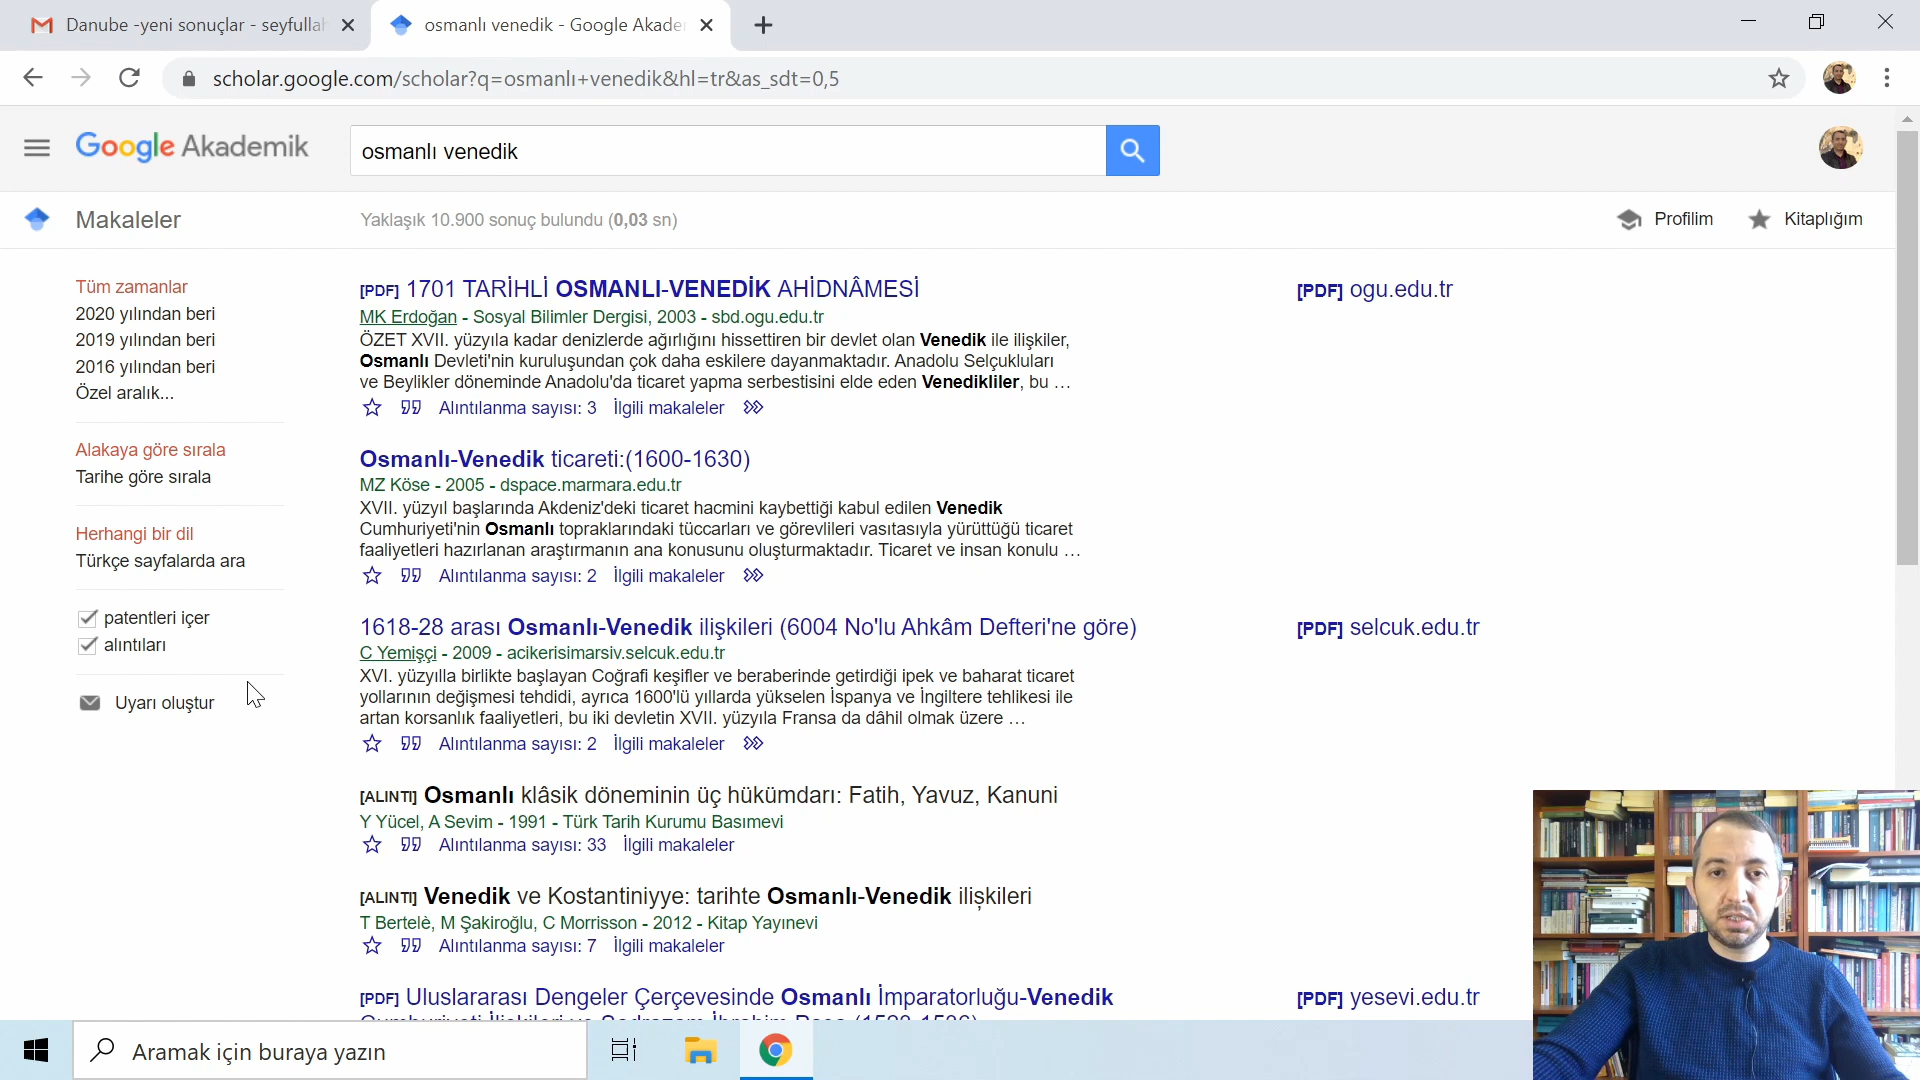 Danube -yeni sonuçlar - seyfullah
osmanlı venedik - Google Akade
scholar.google.com/scholar?q=osmanlı+venedik&hl=tr&as_sdt=0,5
Google Akademik
osmanlı venedik
Makaleler
Yaklaşık 10.900 sonuç bulundu (0,03 sn)
Profilim
Kitaplığım
Tüm zamanlar
2020 yılından beri
2019 yılından beri
2016 yılından beri
Özel aralık...
Alakaya göre sırala
Tarihe göre sırala
Herhangi bir dil
Türkçe sayfalarda ara
patentleri içer
alıntıları
Uyarı oluştur
[PDF] 1701 TARİHLİ OSMANLI-VENEDİK AHİDNÂMESİ
[PDF] ogu.edu.tr
MK Erdoğan - Sosyal Bilimler Dergisi, 2003 - sbd.ogu.edu.tr
ÖZET XVII. yüzyıla kadar denizlerde ağırlığını hissettiren bir devlet olan Venedik ile ilişkiler,
Osmanlı Devleti'nin kuruluşundan çok daha eskilere dayanmaktadır. Anadolu Selçukluları
ve Beylikler döneminde Anadolu'da ticaret yapma serbestisini elde eden Venedikliler, bu ...
Alıntılanma sayısı: 3 İlgili makaleler
Osmanlı-Venedik ticareti:(1600-1630)
MZ Köse - 2005 - dspace.marmara.edu.tr
XVII. yüzyıl başlarında Akdeniz'deki ticaret hacmini kaybettiği kabul edilen Venedik
Cumhuriyeti'nin Osmanlı topraklarındaki tüccarları ve görevlileri vasıtasıyla yürüttüğü ticaret
faaliyetleri hazırlanan araştırmanın ana konusunu oluşturmaktadır. Ticaret ve insan konulu ...
Alıntılanma sayısı: 2 İlgili makaleler
1618-28 arası Osmanlı-Venedik ilişkileri (6004 No'lu Ahkâm Defteri'ne göre)
[PDF] selcuk.edu.tr
C Yemişçi - 2009 - acikerisimarsiv.selcuk.edu.tr
XVI. yüzyılla birlikte başlayan Coğrafi keşifler ve beraberinde getirdiği ipek ve baharat ticaret
yollarının değişmesi tehdidi, ayrıca 1600'lü yıllarda yükselen İspanya ve İngiltere tehlikesi ile
artan korsanlık faaliyetleri, bu iki devletin XVII. yüzyıla Fransa da dâhil olmak üzere ...
Alıntılanma sayısı: 2 İlgili makaleler
[ALINTI] Osmanlı klâsik döneminin üç hükümdarı: Fatih, Yavuz, Kanuni
Y Yücel, A Sevim - 1991 - Türk Tarih Kurumu Basımevi
Alıntılanma sayısı: 33 İlgili makaleler
[ALINTI] Venedik ve Kostantiniyye: tarihte Osmanlı-Venedik ilişkileri
T Bertelè, M Şakiroğlu, C Morrisson - 2012 - Kitap Yayınevi
Alıntılanma sayısı: 7 İlgili makaleler
[PDF] Uluslararası Dengeler Çerçevesinde Osmanlı İmparatorluğu-Venedik
[PDF] yesevi.edu.tr
Aramak için buraya yazın